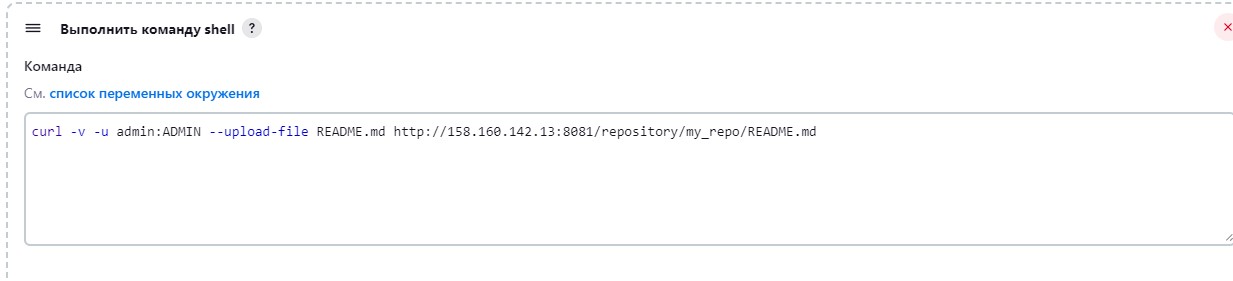 Выполнить команду shell ?
Команда
См. список переменных окружения
curl -v -u admin:ADMIN --upload-file README.md http://158.160.142.13:8081/repository/my_repo/README.md